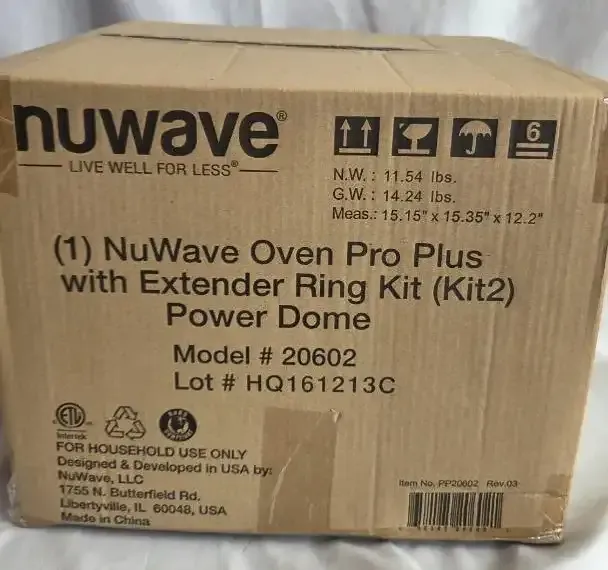 nuwave®
LIVE WELL FOR LESS®
6
N.W. : 11.54 lbs.
G.W. : 14.24 lbs.
Meas.: 15.15" x 15.35" x 12.2"
(1) NuWave Oven Pro Plus
with Extender Ring Kit (Kit2)
Power Dome
Model # 20602
Lot # HQ161213C
ETL
Intertek
FOR HOUSEHOLD USE ONLY
Designed & Developed in USA by:
NuWave, LLC
1755 N. Butterfield Rd.
Libertyville, IL 60048, USA
Made in China
Item No. PP20602 Rev.03